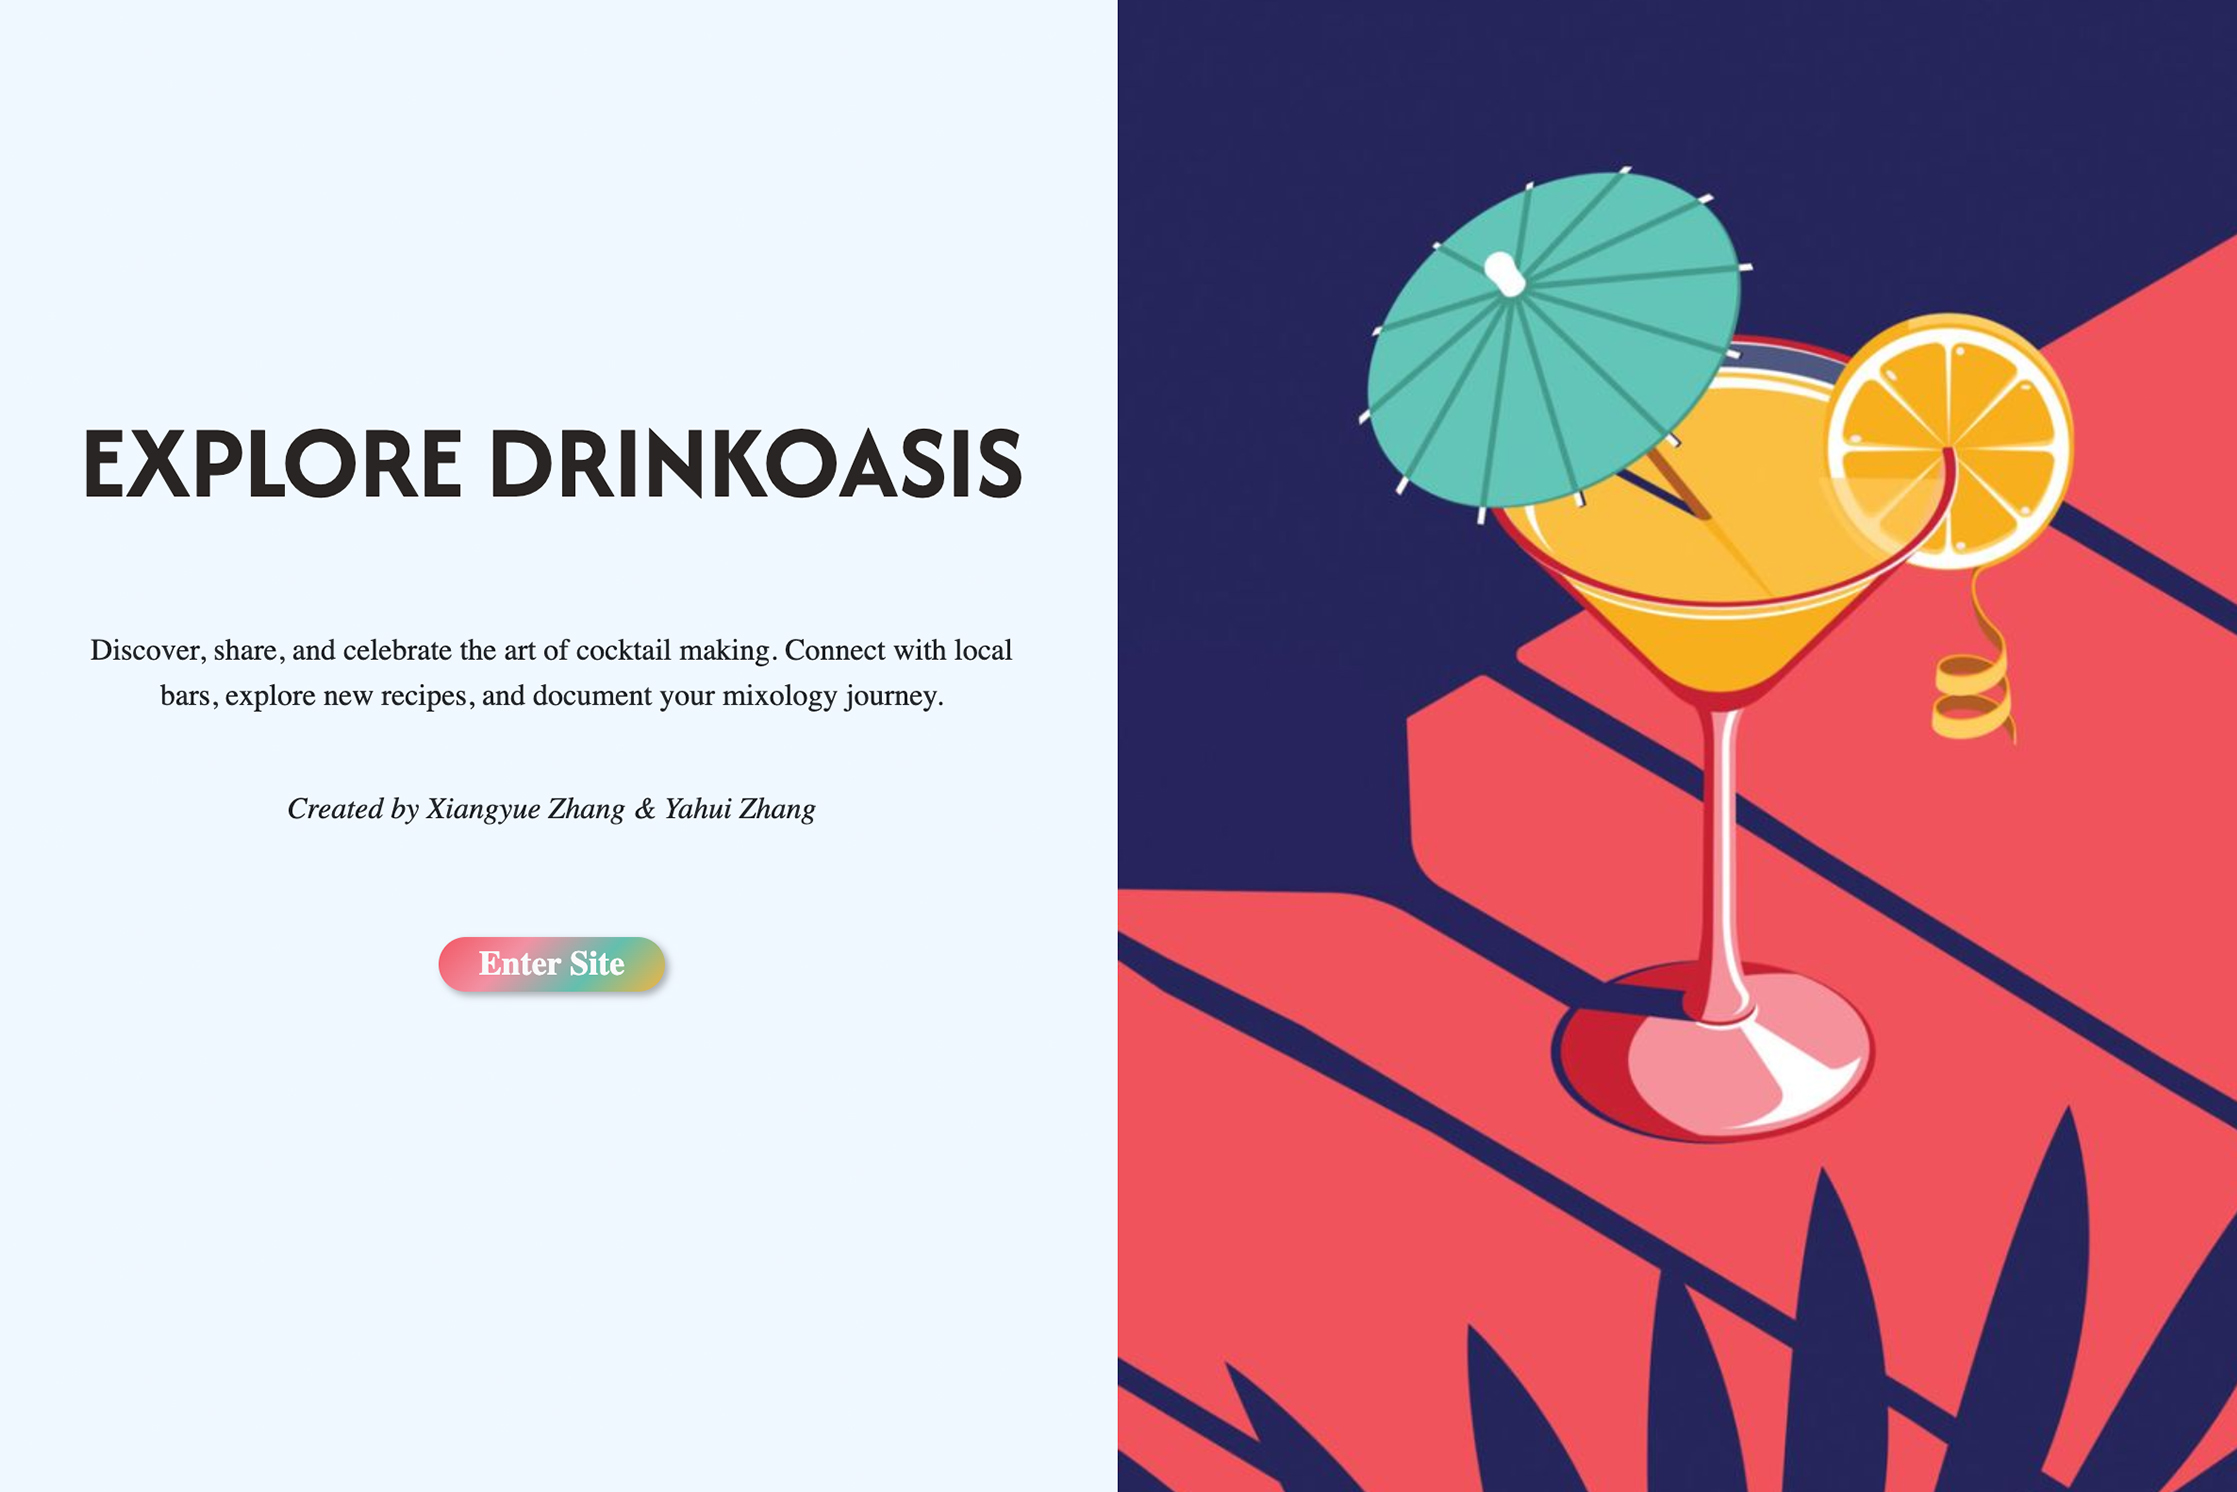 EXPLORE DRINKOASIS
Discover, share, and celebrate the art of cocktail making. Connect with local
bars, explore new recipes, and document your mixology journey.
Created by Xiangyue Zhang & Yahui Zhang
Enter Site